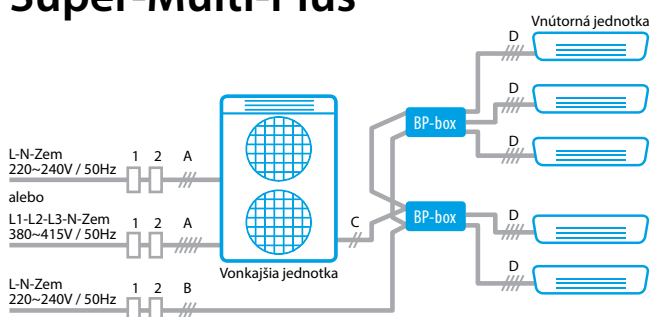 Super-Multi-Plus
Vnútorná jednotka
D
D
BP-box
D
L-N-Zem 1 2 A
220~240V / 50Hz
alebo
L1-L2-L3-N-Zem 1 2 A
380~415V / 50Hz
C
BP-box
D
Vonkajšia jednotka
D
L-N-Zem 1 2 B
220~240V / 50Hz